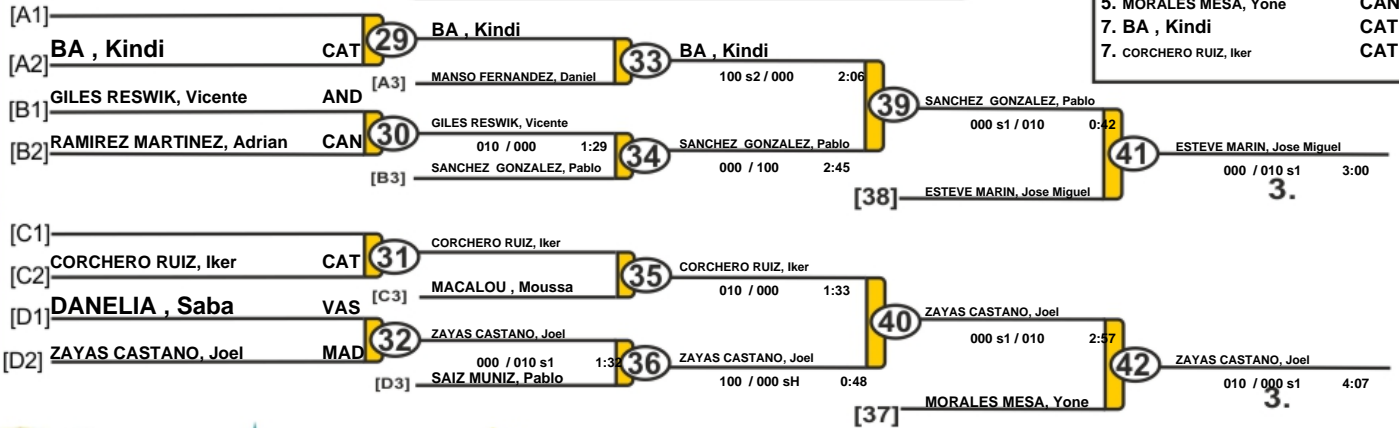 5. MORALES MESA, Yone CAN
7. BA , Kindi CAT
7. CORCHERO RUIZ, Iker CAT
[A1]
[A2] BA , Kindi CAT
29
BA , Kindi
[A3] MANSO FERNANDEZ, Daniel
33
BA , Kindi
100 s2 / 000 2:06
[B1] GILES RESWIK, Vicente AND
[B2] RAMIREZ MARTINEZ, Adrian CAN
30
GILES RESWIK, Vicente
010 / 000 1:29
[B3] SANCHEZ GONZALEZ, Pablo
34
SANCHEZ GONZALEZ, Pablo
000 / 100 2:45
39
SANCHEZ GONZALEZ, Pablo
000 s1 / 010 0:42
[38] ESTEVE MARIN, Jose Miguel
41
ESTEVE MARIN, Jose Miguel
000 / 010 s1 3:00
3.
[C1]
[C2] CORCHERO RUIZ, Iker CAT
31
CORCHERO RUIZ, Iker
[C3] MACALOU , Moussa
35
CORCHERO RUIZ, Iker
010 / 000 1:33
[D1] DANELIA , Saba VAS
[D2] ZAYAS CASTANO, Joel MAD
32
ZAYAS CASTANO, Joel
000 / 010 s1 1:32
[D3] SAIZ MUNIZ, Pablo
36
ZAYAS CASTANO, Joel
100 / 000 sH 0:48
40
ZAYAS CASTANO, Joel
000 s1 / 010 2:57
[37] MORALES MESA, Yone
42
ZAYAS CASTANO, Joel
010 / 000 s1 4:07
3.